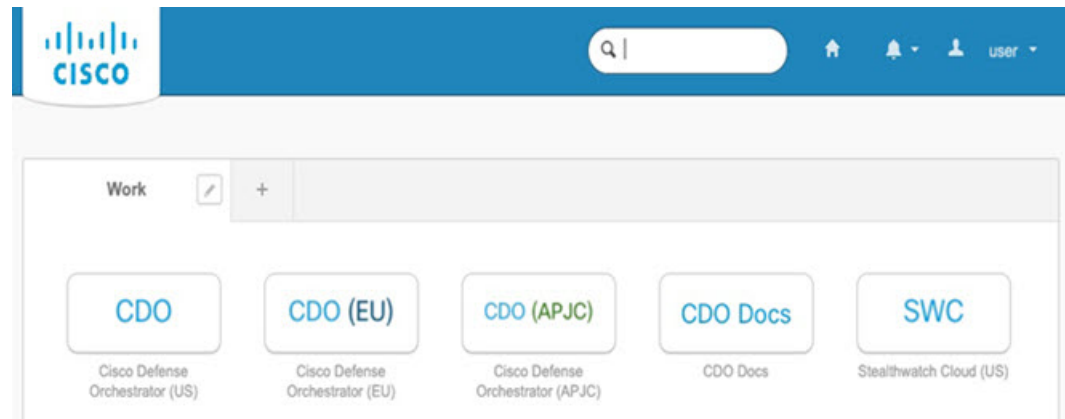 CISCO
user
Work
+
CDO
CDO (EU)
CDO (APJC)
CDO Docs
SWC
Cisco Defense
Orchestrator (US)
Cisco Defense
Orchestrator (EU)
Cisco Defense
Orchestrator (APJC)
CDO Docs
Stealthwatch Cloud (US)